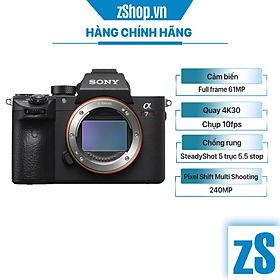 zShop.vn
HÀNG CHÍNH HÃNG
SONY
α
7R
Cảm biến
Full frame 61MP
Quay 4K30
Chụp 10fps
Chống rung
SteadyShot 5 trục 5.5 stop
Pixel Shift Multi Shooting
240MP
ZS